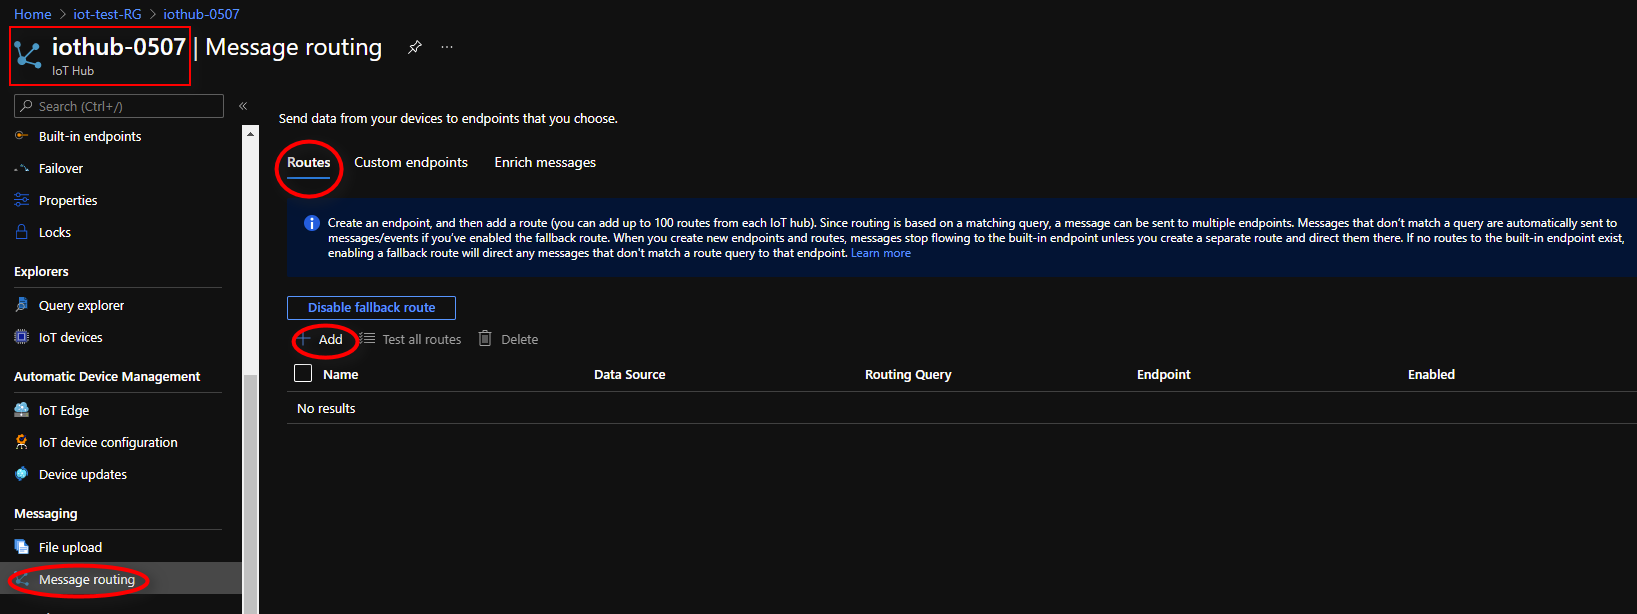 Home > iot-test-RG > iothub-0507
iothub-0507 | Message routing ...
IoT Hub
Search (Ctrl+/) «
Built-in endpoints
Failover
Properties
Locks
Explorers
Query explorer
IoT devices
Automatic Device Management
IoT Edge
IoT device configuration
Device updates
Messaging
File upload
Message routing
Send data from your devices to endpoints that you choose.
Routes Custom endpoints Enrich messages
Create an endpoint, and then add a route (you can add up to 100 routes from each IoT hub). Since routing is based on a matching query, a message can be sent to multiple endpoints. Messages that don't match a query are automatically sent to
messages/events if you've enabled the fallback route. When you create new endpoints and routes, messages stop flowing to the built-in endpoint unless you create a separate route and direct them there. If no routes to the built-in endpoint exist,
enabling a fallback route will direct any messages that don't match a route query to that endpoint. Learn more
Disable fallback route
+ Add Test all routes Delete
Name Data Source Routing Query Endpoint Enabled
No results